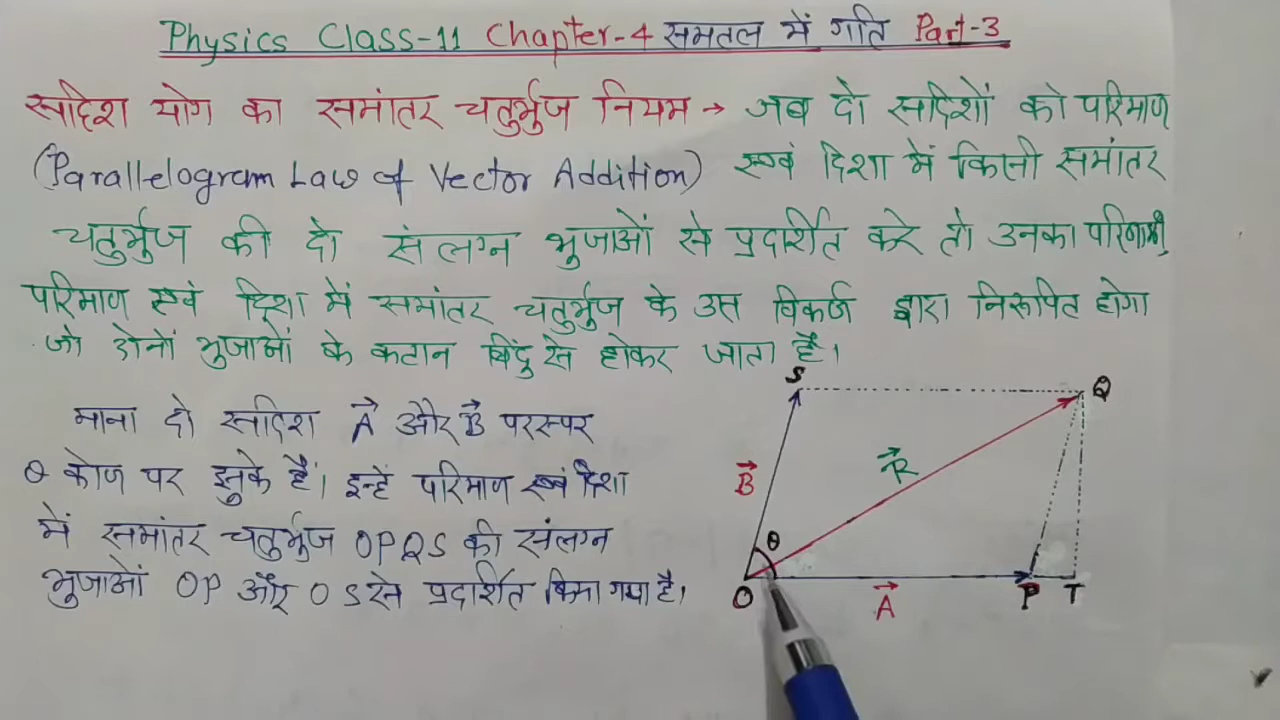 Physics Class-11 Chapter-4 समतल में गति Part-3
सदिश योग का समांतर चतुर्भुज नियम → जब दो सदिशों को परिमाण
(Parallelogram Law of Vector Addition) एवं दिशा में किसी समांतर
चतुर्भुज की दो संलग्न भुजाओं से प्रदार्शित करे तो उनका परिणामी
परिमाण एवं दिशा में समांतर चतुर्भुज के उस विकर्ण द्वारा निरूपित होगा
जो दोनों भुजाओं के कटान बिंदु से होकर जाता है।
माना दो सदिश A⃗ और B⃗ परस्पर
θ कोण पर झुके हैं। इन्हें परिमाण एवं दिशा
में समांतर चतुर्भुज OPQS की संलग्न
भुजाओं OP और OS से प्रदार्शित किया गया है।
S Q
B⃗ R⃗
θ
O A⃗ P T